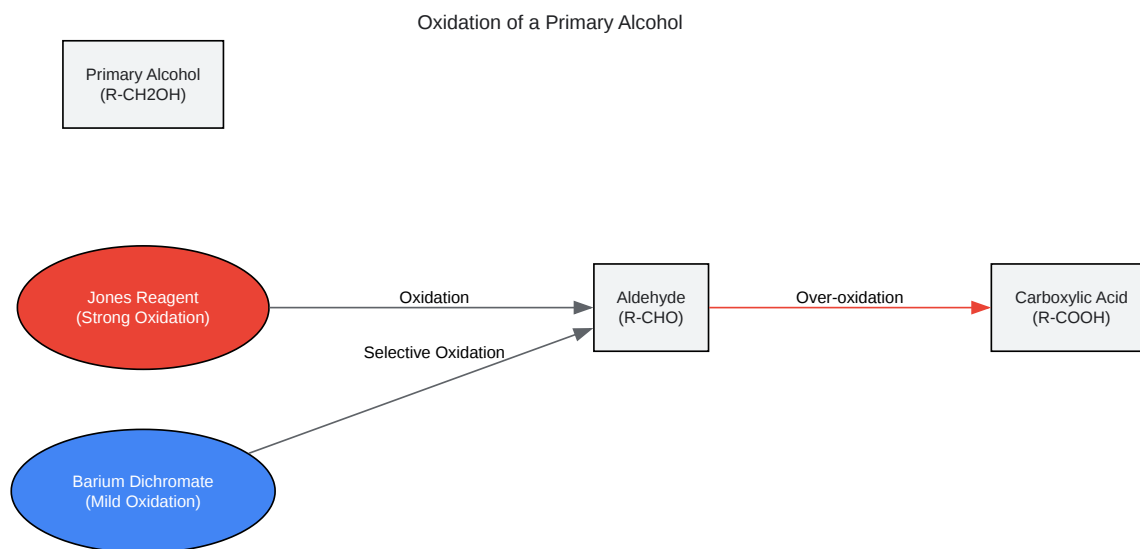 Oxidation of a Primary Alcohol
Primary Alcohol
(R-CH2OH)
Jones Reagent
(Strong Oxidation)
Oxidation
Aldehyde
(R-CHO)
Over-oxidation
Carboxylic Acid
(R-COOH)
Selective Oxidation
Barium Dichromate
(Mild Oxidation)